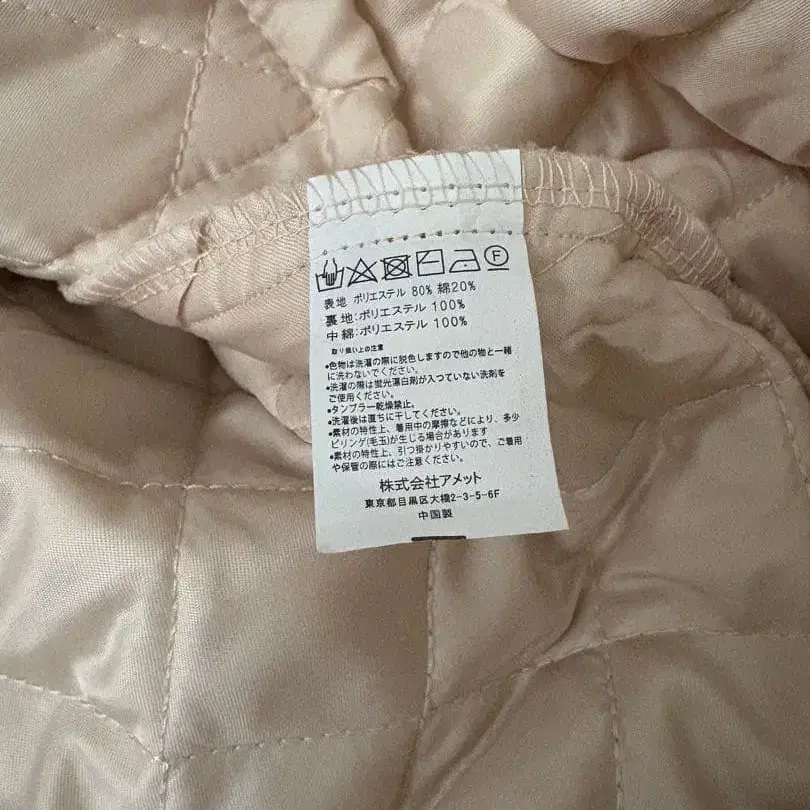 F
表地 ポリエステル 80% 綿20%
裏地:ポリエステル 100%
中綿:ポリエステル 100%
取り扱い上の注意
•色物は洗濯の際に脱色しますので他の物と一緒
に洗わないでください。
•洗濯の際は蛍光漂白剤が入つていない洗剤を
ご使用ください。
•タンブラー乾燥禁止。
•洗濯後は直ちに干してください。
•素材の特性上、着用中の摩擦などにより、多少
ピリング(毛玉)が生じる場合があります
•素材の特性上、引つ掛かりやすいので、ご着用
や保管の際にはご注意ください。
株式会社アメット
東京都目黒区大橋2-3-5-6F
中国製